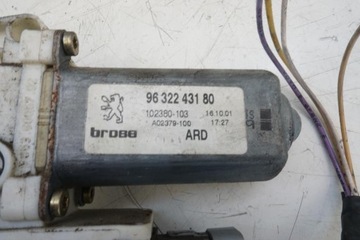 96 322 431 80
102380-103 16.10.01
brose A02379-100 17:27
ARD